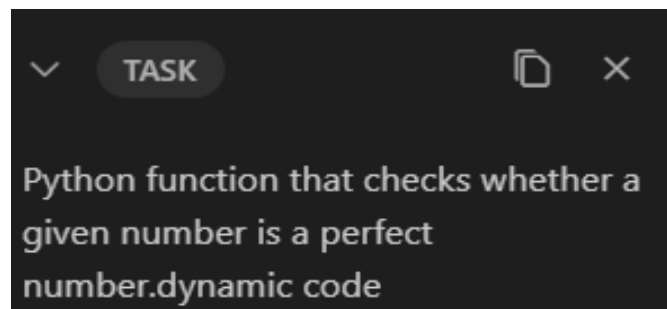 TASK
Python function that checks whether a
given number is a perfect
number.dynamic code